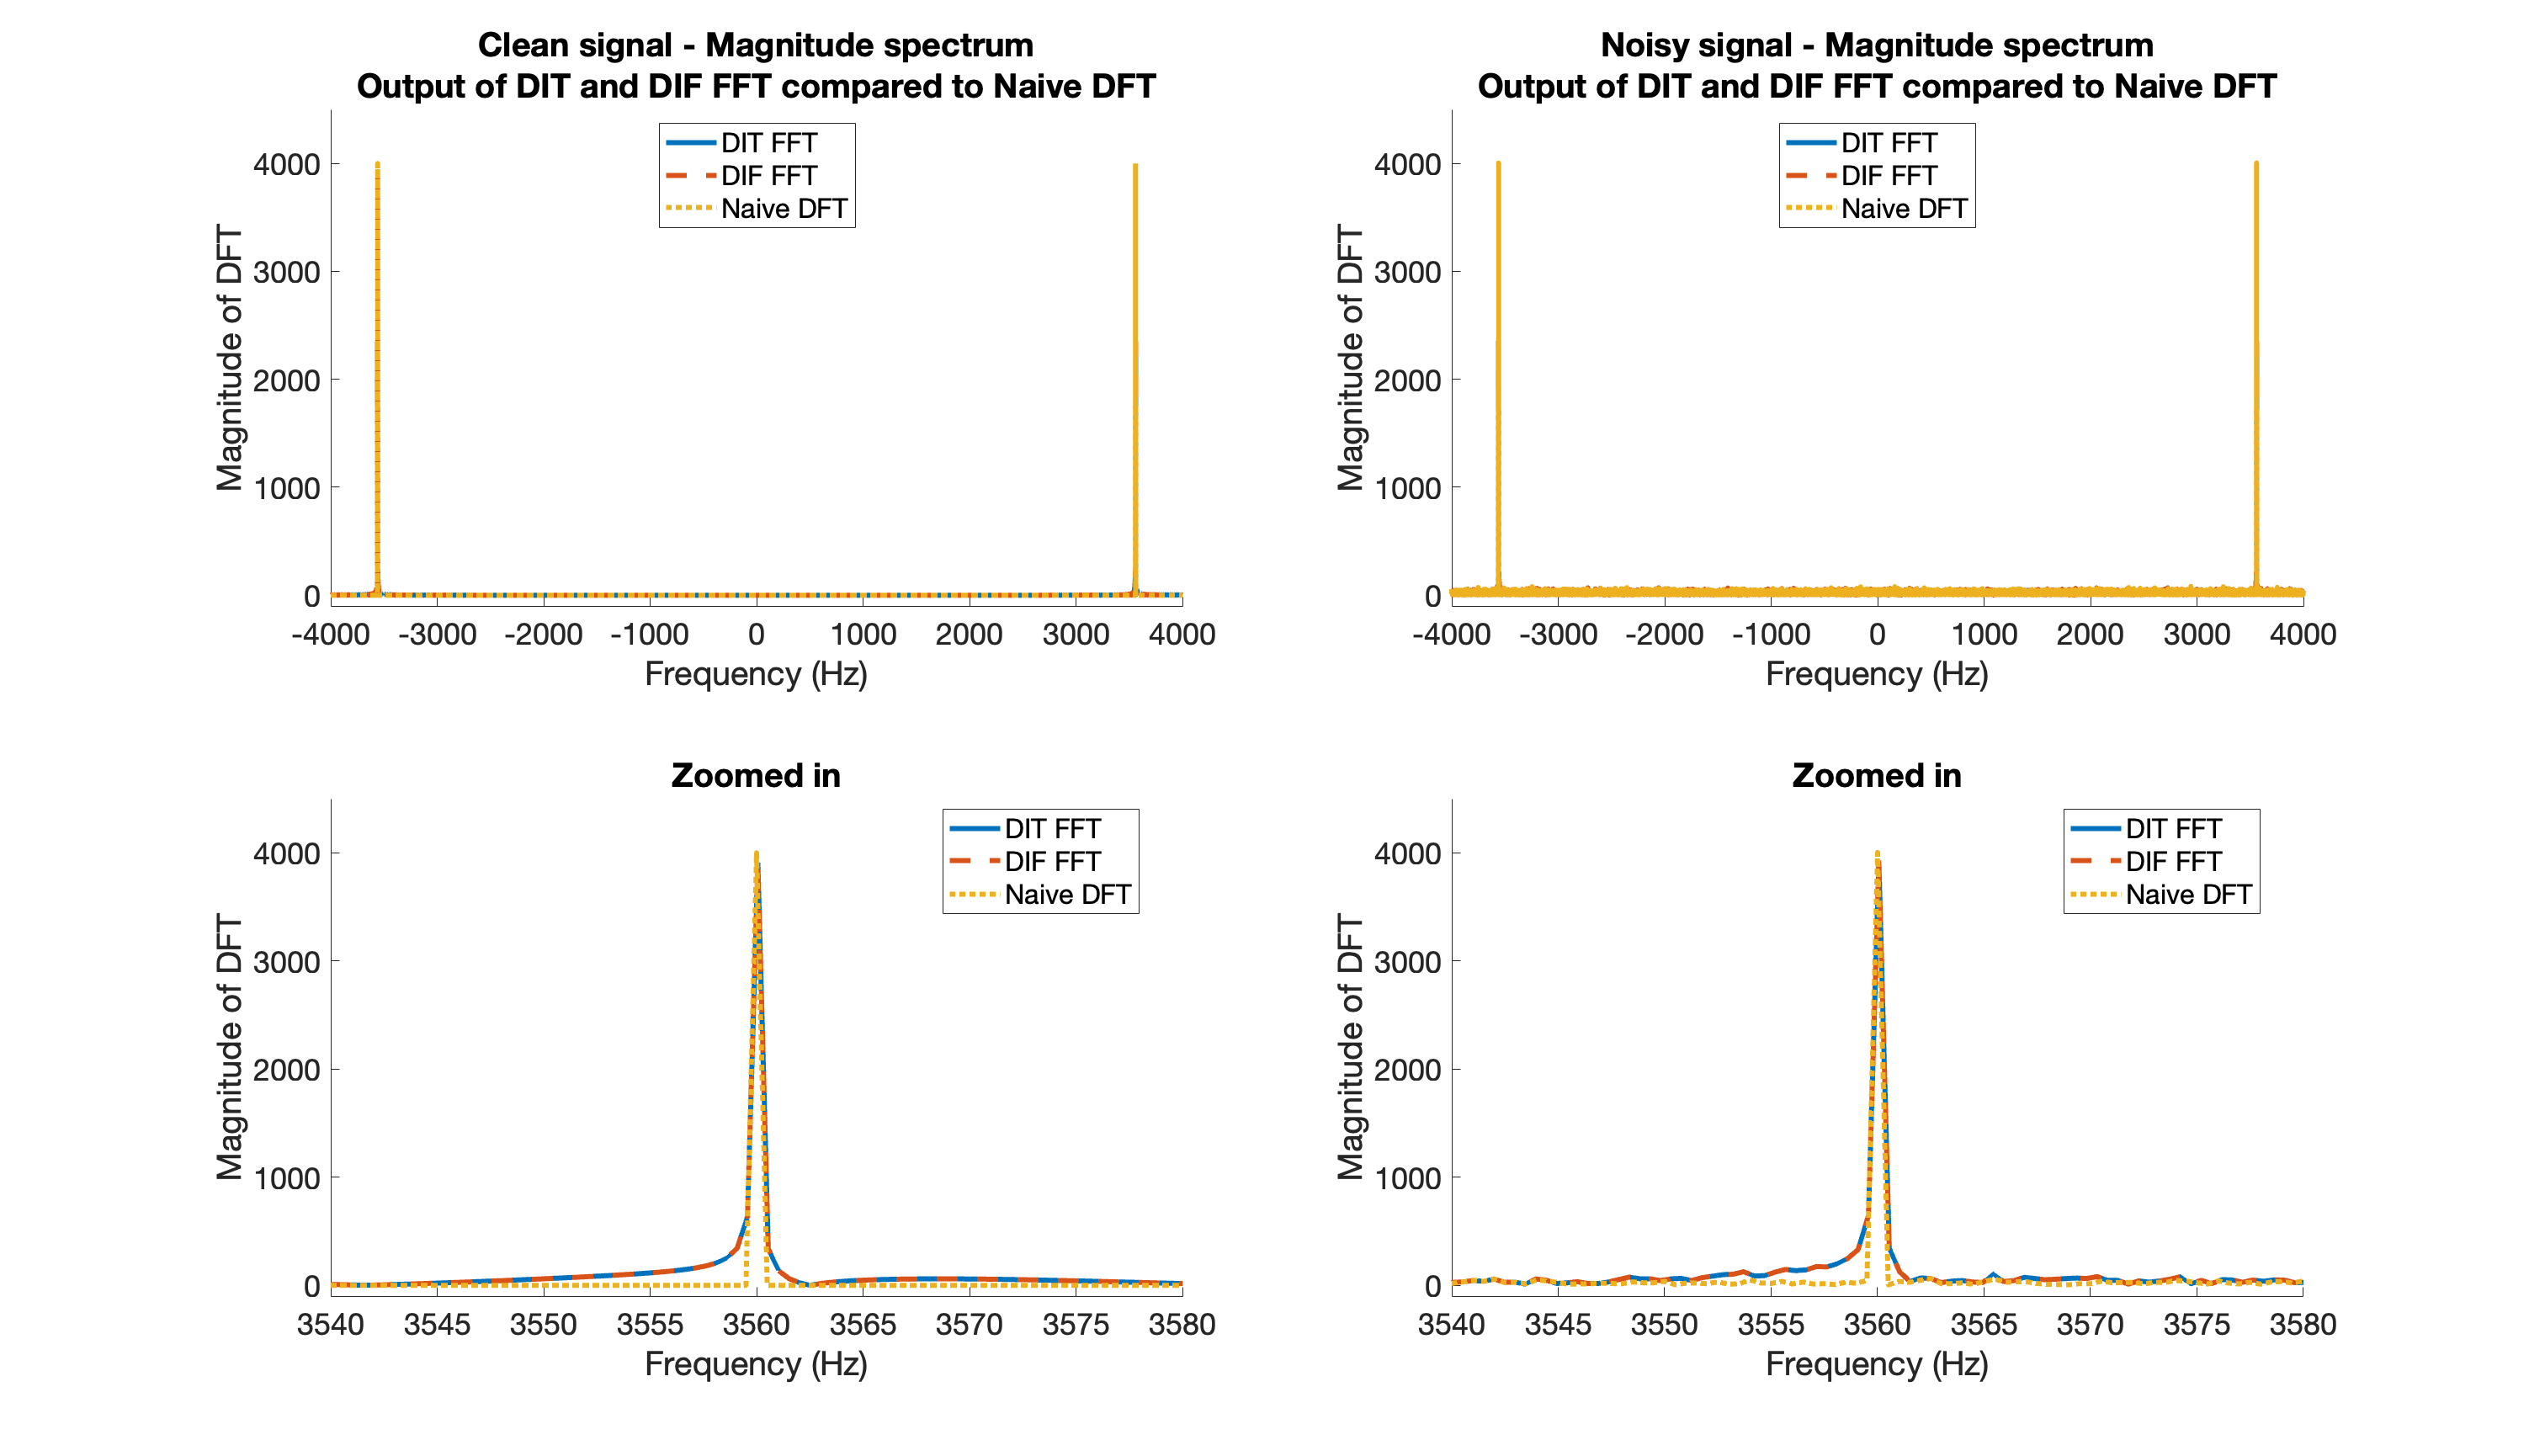 Clean signal - Magnitude spectrum
Output of DIT and DIF FFT compared to Naive DFT
DIT FFT
DIF FFT
Naive DFT
Magnitude of DFT
4000
3000
2000
1000
0
-4000 -3000 -2000 -1000 0 1000 2000 3000 4000
Frequency (Hz)
Noisy signal - Magnitude spectrum
Output of DIT and DIF FFT compared to Naive DFT
DIT FFT
DIF FFT
Naive DFT
Magnitude of DFT
4000
3000
2000
1000
0
-4000 -3000 -2000 -1000 0 1000 2000 3000 4000
Frequency (Hz)
Zoomed in
DIT FFT
DIF FFT
Naive DFT
Magnitude of DFT
4000
3000
2000
1000
0
3540 3545 3550 3555 3560 3565 3570 3575 3580
Frequency (Hz)
Zoomed in
DIT FFT
DIF FFT
Naive DFT
Magnitude of DFT
4000
3000
2000
1000
0
3540 3545 3550 3555 3560 3565 3570 3575 3580
Frequency (Hz)